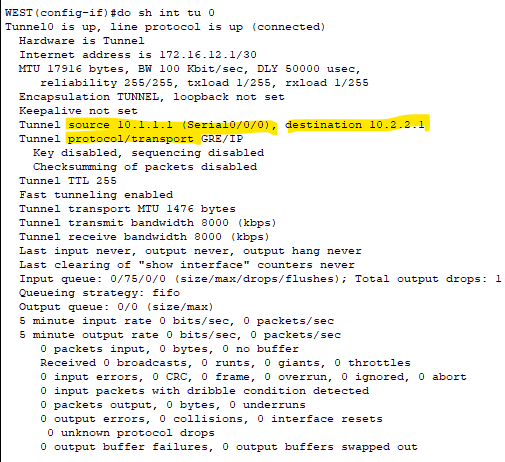 WEST(config-if)#do sh int tu 0
Tunnel0 is up, line protocol is up (connected)
Hardware is Tunnel
Internet address is 172.16.12.1/30
MTU 17916 bytes, BW 100 Kbit/sec, DLY 50000 usec,
reliability 255/255, txload 1/255, rxload 1/255
Encapsulation TUNNEL, loopback not set
Keepalive not set
Tunnel source 10.1.1.1 (Serial0/0/0), destination 10.2.2.1
Tunnel protocol/transport GRE/IP
Key disabled, sequencing disabled
Checksumming of packets disabled
Tunnel TTL 255
Fast tunneling enabled
Tunnel transport MTU 1476 bytes
Tunnel transmit bandwidth 8000 (kbps)
Tunnel receive bandwidth 8000 (kbps)
Last input never, output never, output hang never
Last clearing of "show interface" counters never
Input queue: 0/75/0/0 (size/max/drops/flushes); Total output drops: 1
Queueing strategy: fifo
Output queue: 0/0 (size/max)
5 minute input rate 0 bits/sec, 0 packets/sec
5 minute output rate 0 bits/sec, 0 packets/sec
0 packets input, 0 bytes, 0 no buffer
Received 0 broadcasts, 0 runts, 0 giants, 0 throttles
0 input errors, 0 CRC, 0 frame, 0 overrun, 0 ignored, 0 abort
0 input packets with dribble condition detected
0 packets output, 0 bytes, 0 underruns
0 output errors, 0 collisions, 0 interface resets
0 unknown protocol drops
0 output buffer failures, 0 output buffers swapped out